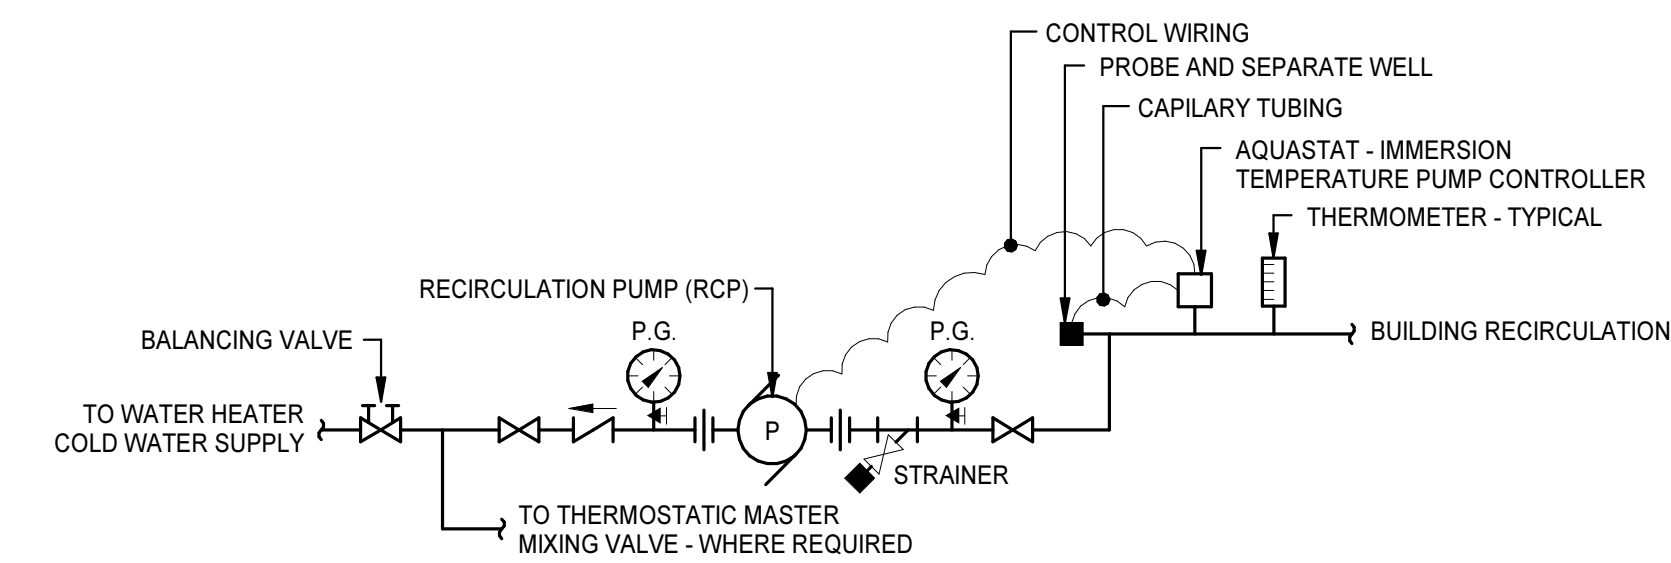 CONTROL WIRING
PROBE AND SEPARATE WELL
CAPILARY TUBING
AQUASTAT - IMMERSION
TEMPERATURE PUMP CONTROLLER
THERMOMETER - TYPICAL
RECIRCULATION PUMP (RCP)
P.G.
P.G.
BUILDING RECIRCULATION
BALANCING VALVE
TO WATER HEATER
COLD WATER SUPPLY
P
STRAINER
TO THERMOSTATIC MASTER
MIXING VALVE - WHERE REQUIRED